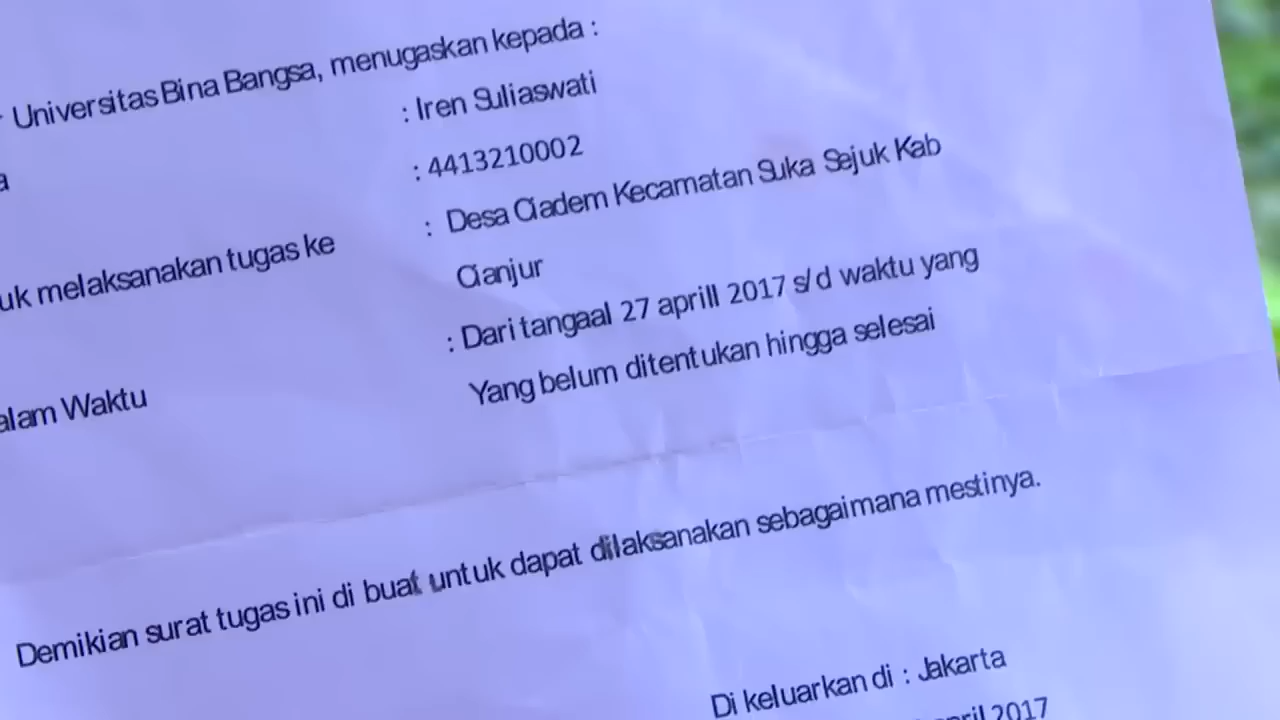 Universitas Bina Bangsa, menugaskan kepada :
: Iren Suliaswati
a : 4413210002
uk melaksanakan tugas ke : Desa Ciadem Kecamatan Suka Sejuk Kab
Cianjur
alam Waktu : Dari tangaal 27 aprill 2017 s/d waktu yang
Yang belum ditentukan hingga selesai
Demikian surat tugas ini di buat untuk dapat dilaksanakan sebagaimana mestinya.
Di keluarkan di : Jakarta
pril 2017